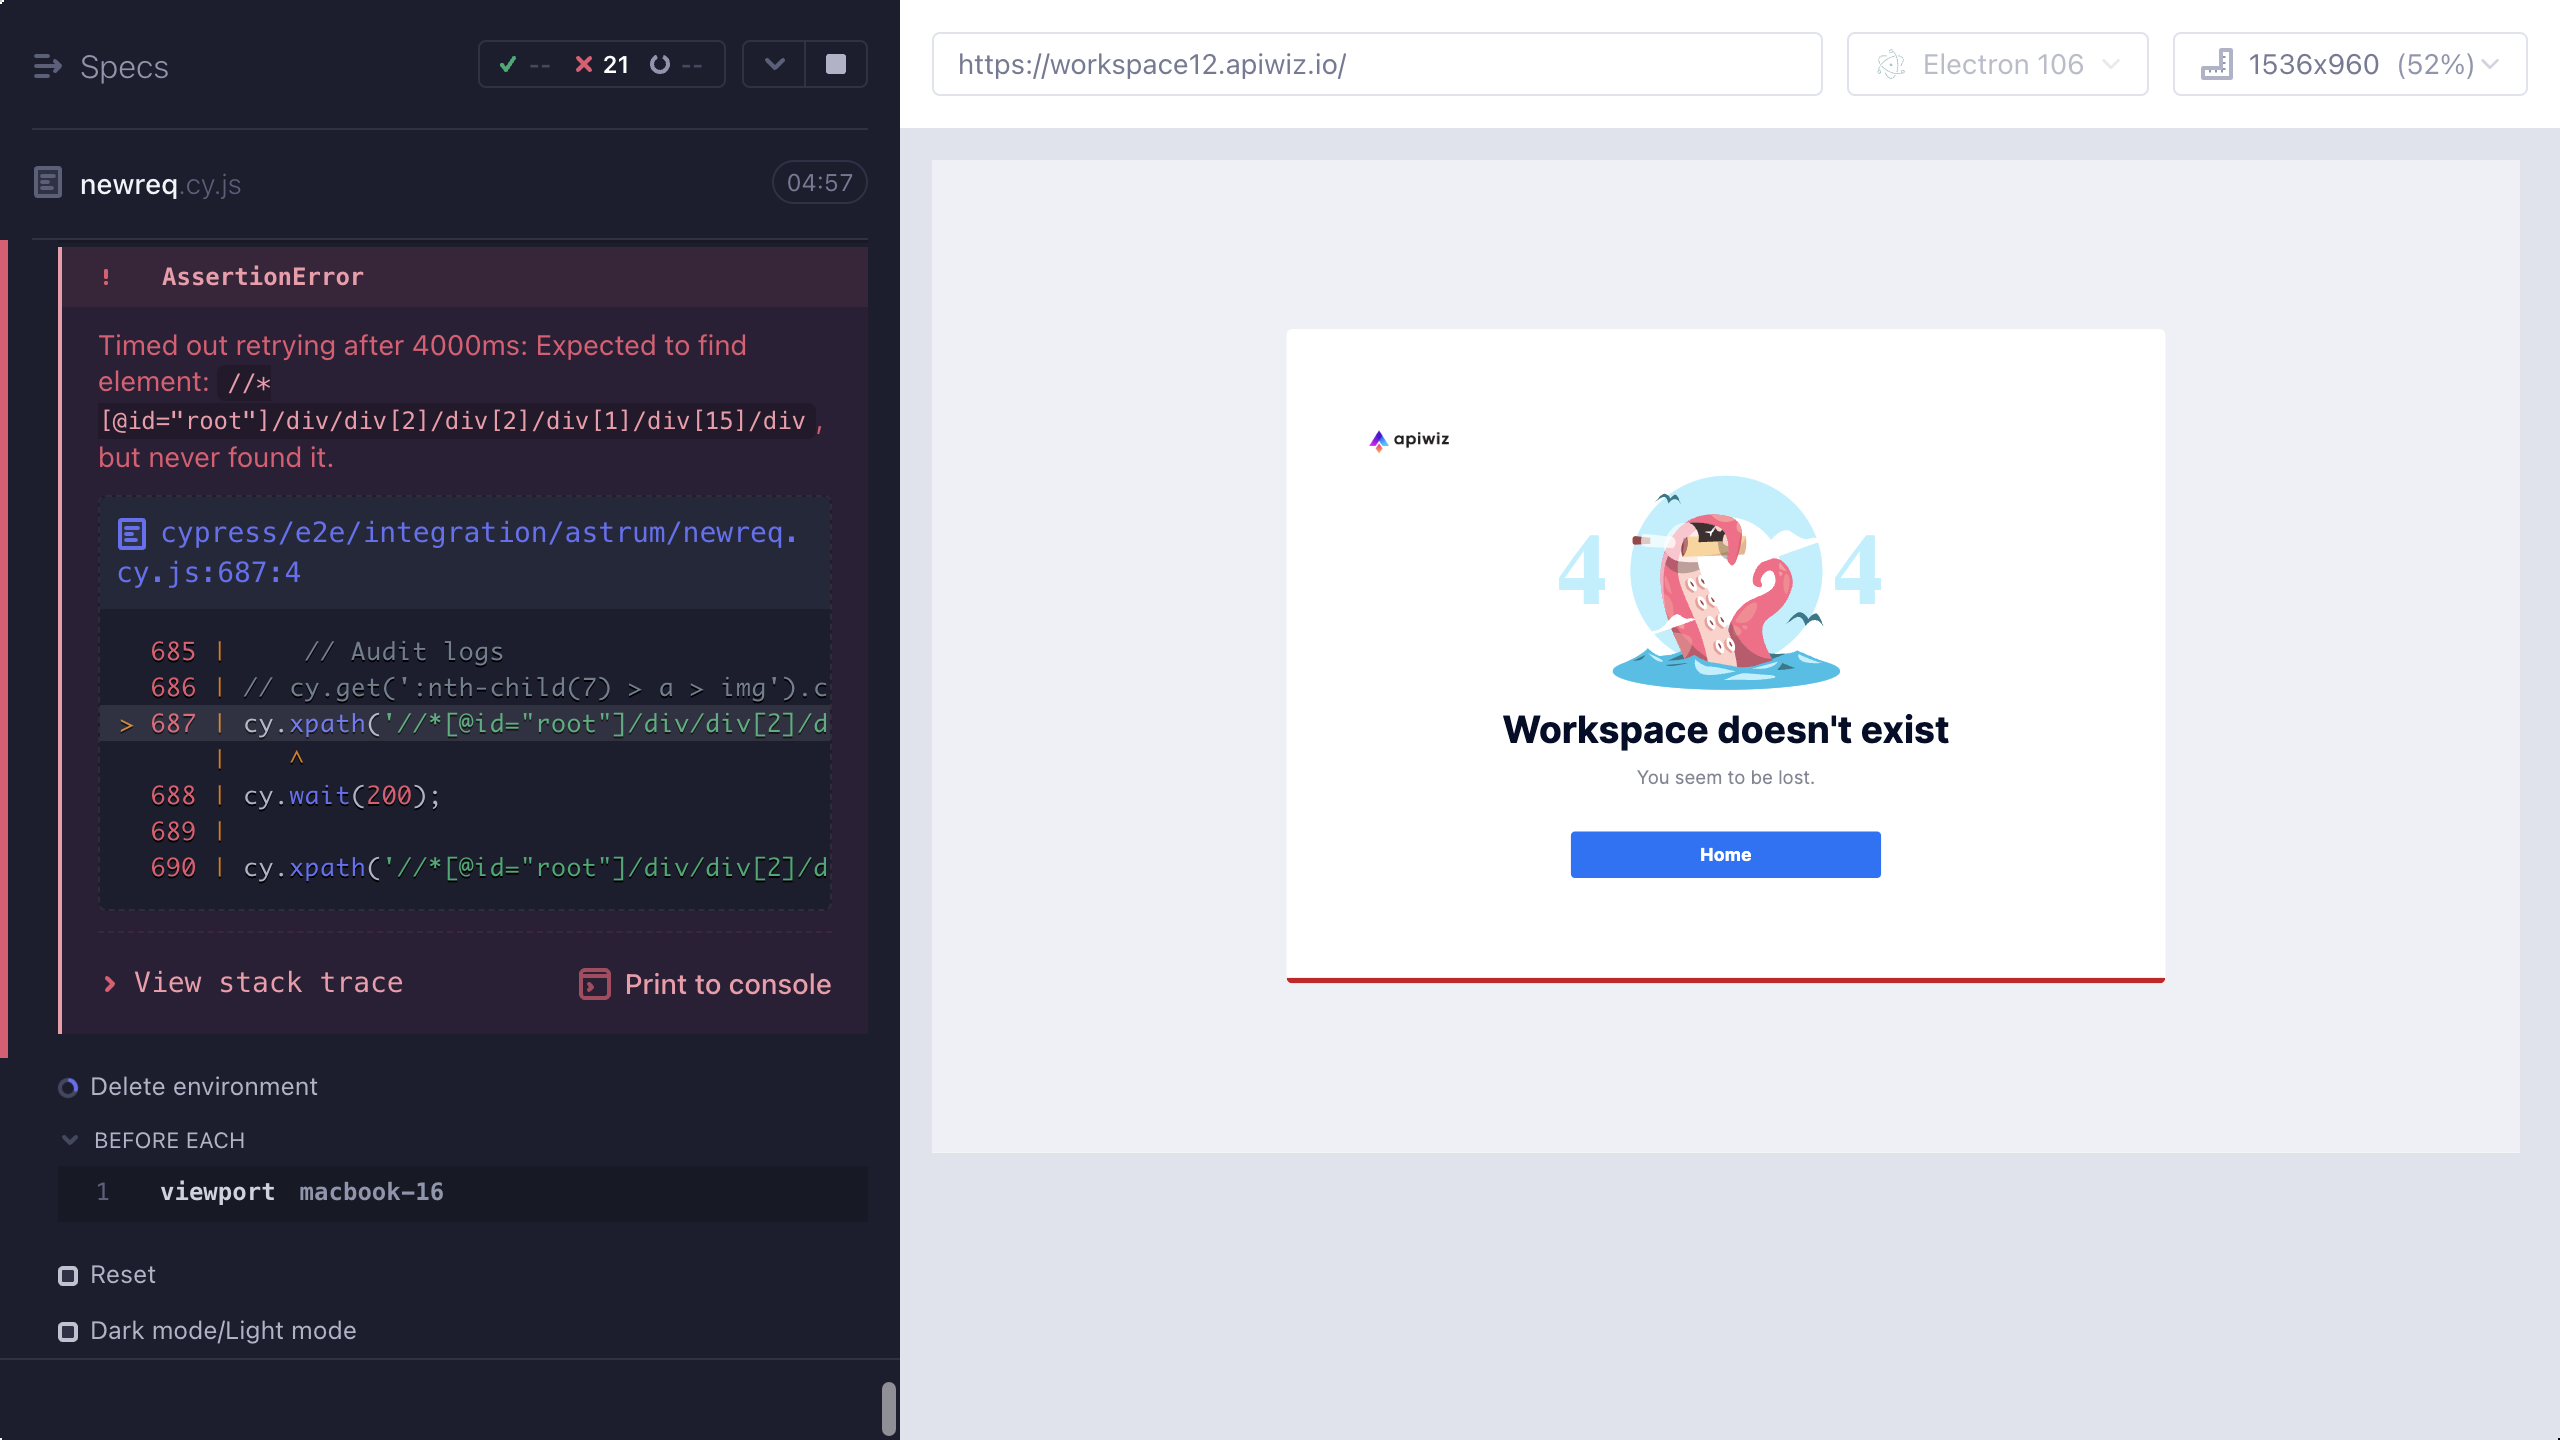 Specs
-- 21 --
newreq.cy.js
04:57
! AssertionError
Timed out retrying after 4000ms: Expected to find
element: //*
[@id="root"]/div/div[2]/div[2]/div[1]/div[15]/div,
but never found it.
cypress/e2e/integration/astrum/newreq.
cy.js:687:4
685 | // Audit logs
686 | // cy.get(':nth-child(7) > a > img').c
> 687 | cy.xpath('//*[@id="root"]/div/div[2]/d
| ^
688 | cy.wait(200);
689 |
690 | cy.xpath('//*[@id="root"]/div/div[2]/d
View stack trace
Print to console
Delete environment
BEFORE EACH
1 viewport macbook-16
Reset
Dark mode/Light mode
https://workspace12.apiwiz.io/
Electron 106
1536x960 (52%)
apiwiz
4 4
Workspace doesn't exist
You seem to be lost.
Home